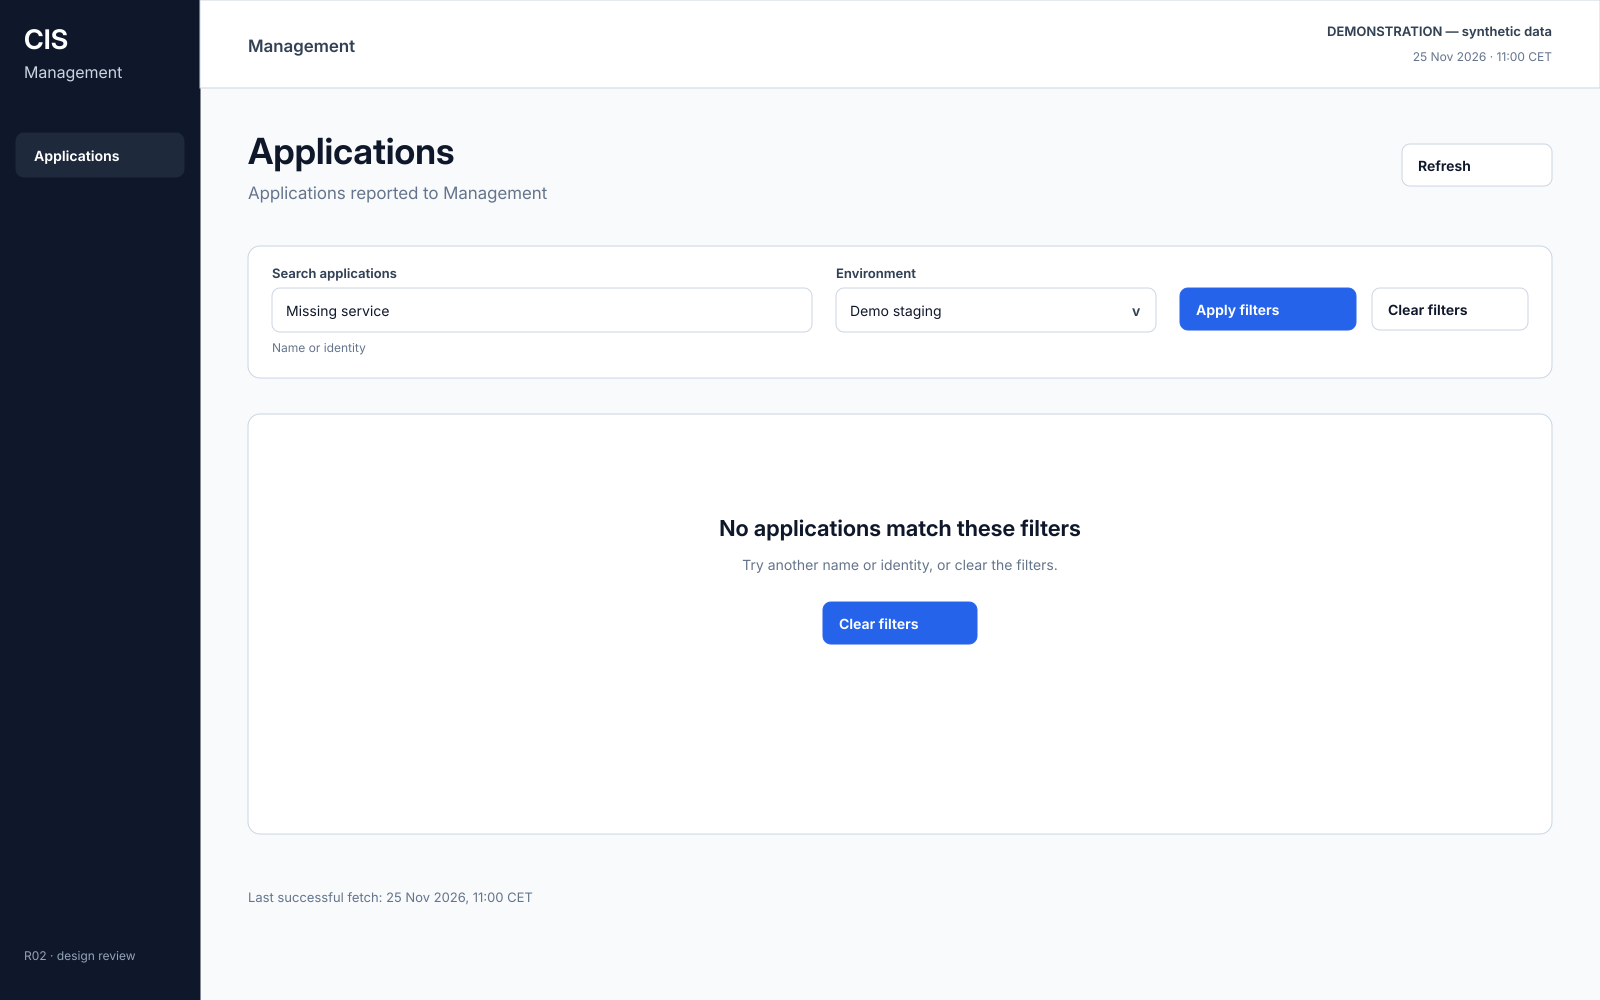 CIS
Management
Applications
R02 · design review
Management
DEMONSTRATION — synthetic data
25 Nov 2026 · 11:00 CET
Applications
Applications reported to Management
Refresh
Search applications
Missing service
Name or identity
Environment
Demo staging v
Apply filters
Clear filters
No applications match these filters
Try another name or identity, or clear the filters.
Clear filters
Last successful fetch: 25 Nov 2026, 11:00 CET